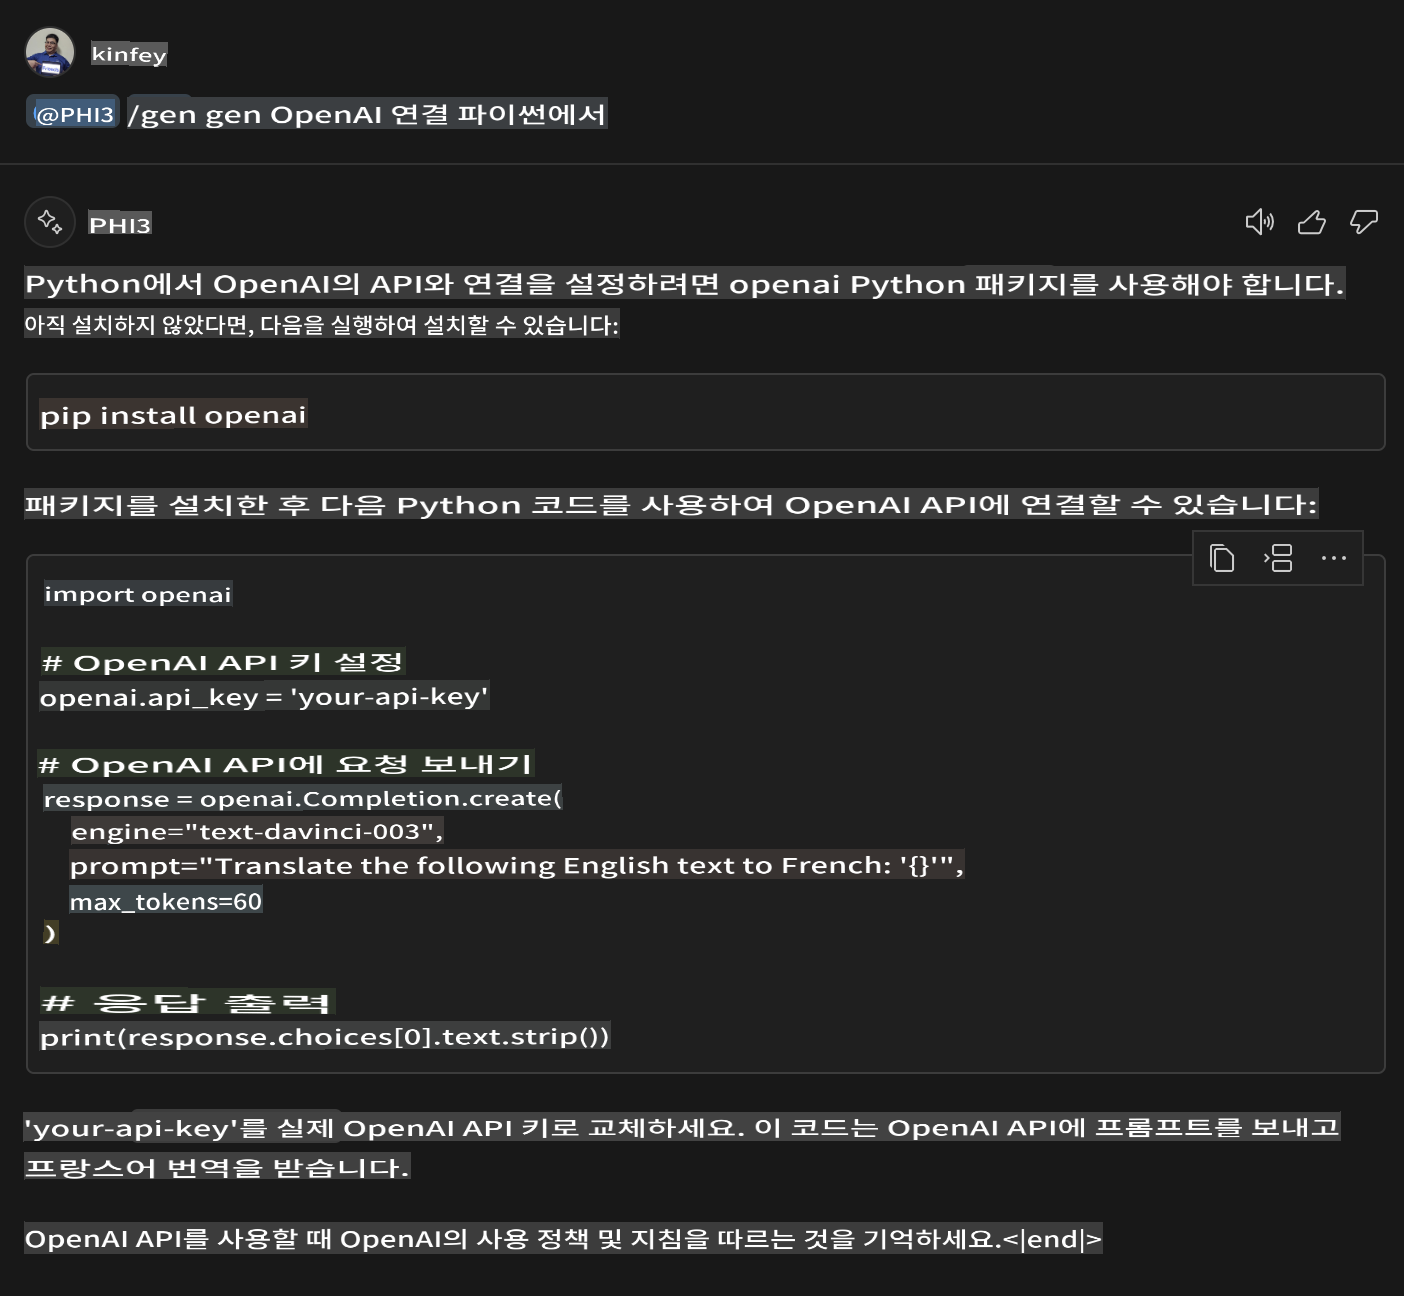 kinfey
@PHI3 /gen gen OpenAI 연결 파이썬에서
PHI3
Python에서 OpenAI의 API와 연결을 설정하려면 openai Python 패키지를 사용해야 합니다.
아직 설치하지 않았다면, 다음을 실행하여 설치할 수 있습니다:
pip install openai
패키지를 설치한 후 다음 Python 코드를 사용하여 OpenAI API에 연결할 수 있습니다:
import openai
# OpenAI API 키 설정
openai.api_key = 'your-api-key'
# OpenAI API에 요청 보내기
response = openai.Completion.create(
engine="text-davinci-003",
prompt="Translate the following English text to French: '{}'",
max_tokens=60
)
# 응답 출력
print(response.choices[0].text.strip())
'your-api-key'를 실제 OpenAI API 키로 교체하세요. 이 코드는 OpenAI API에 프롬프트를 보내고
프랑스어 번역을 받습니다.
OpenAI API를 사용할 때 OpenAI의 사용 정책 및 지침을 따르는 것을 기억하세요.<|end|>